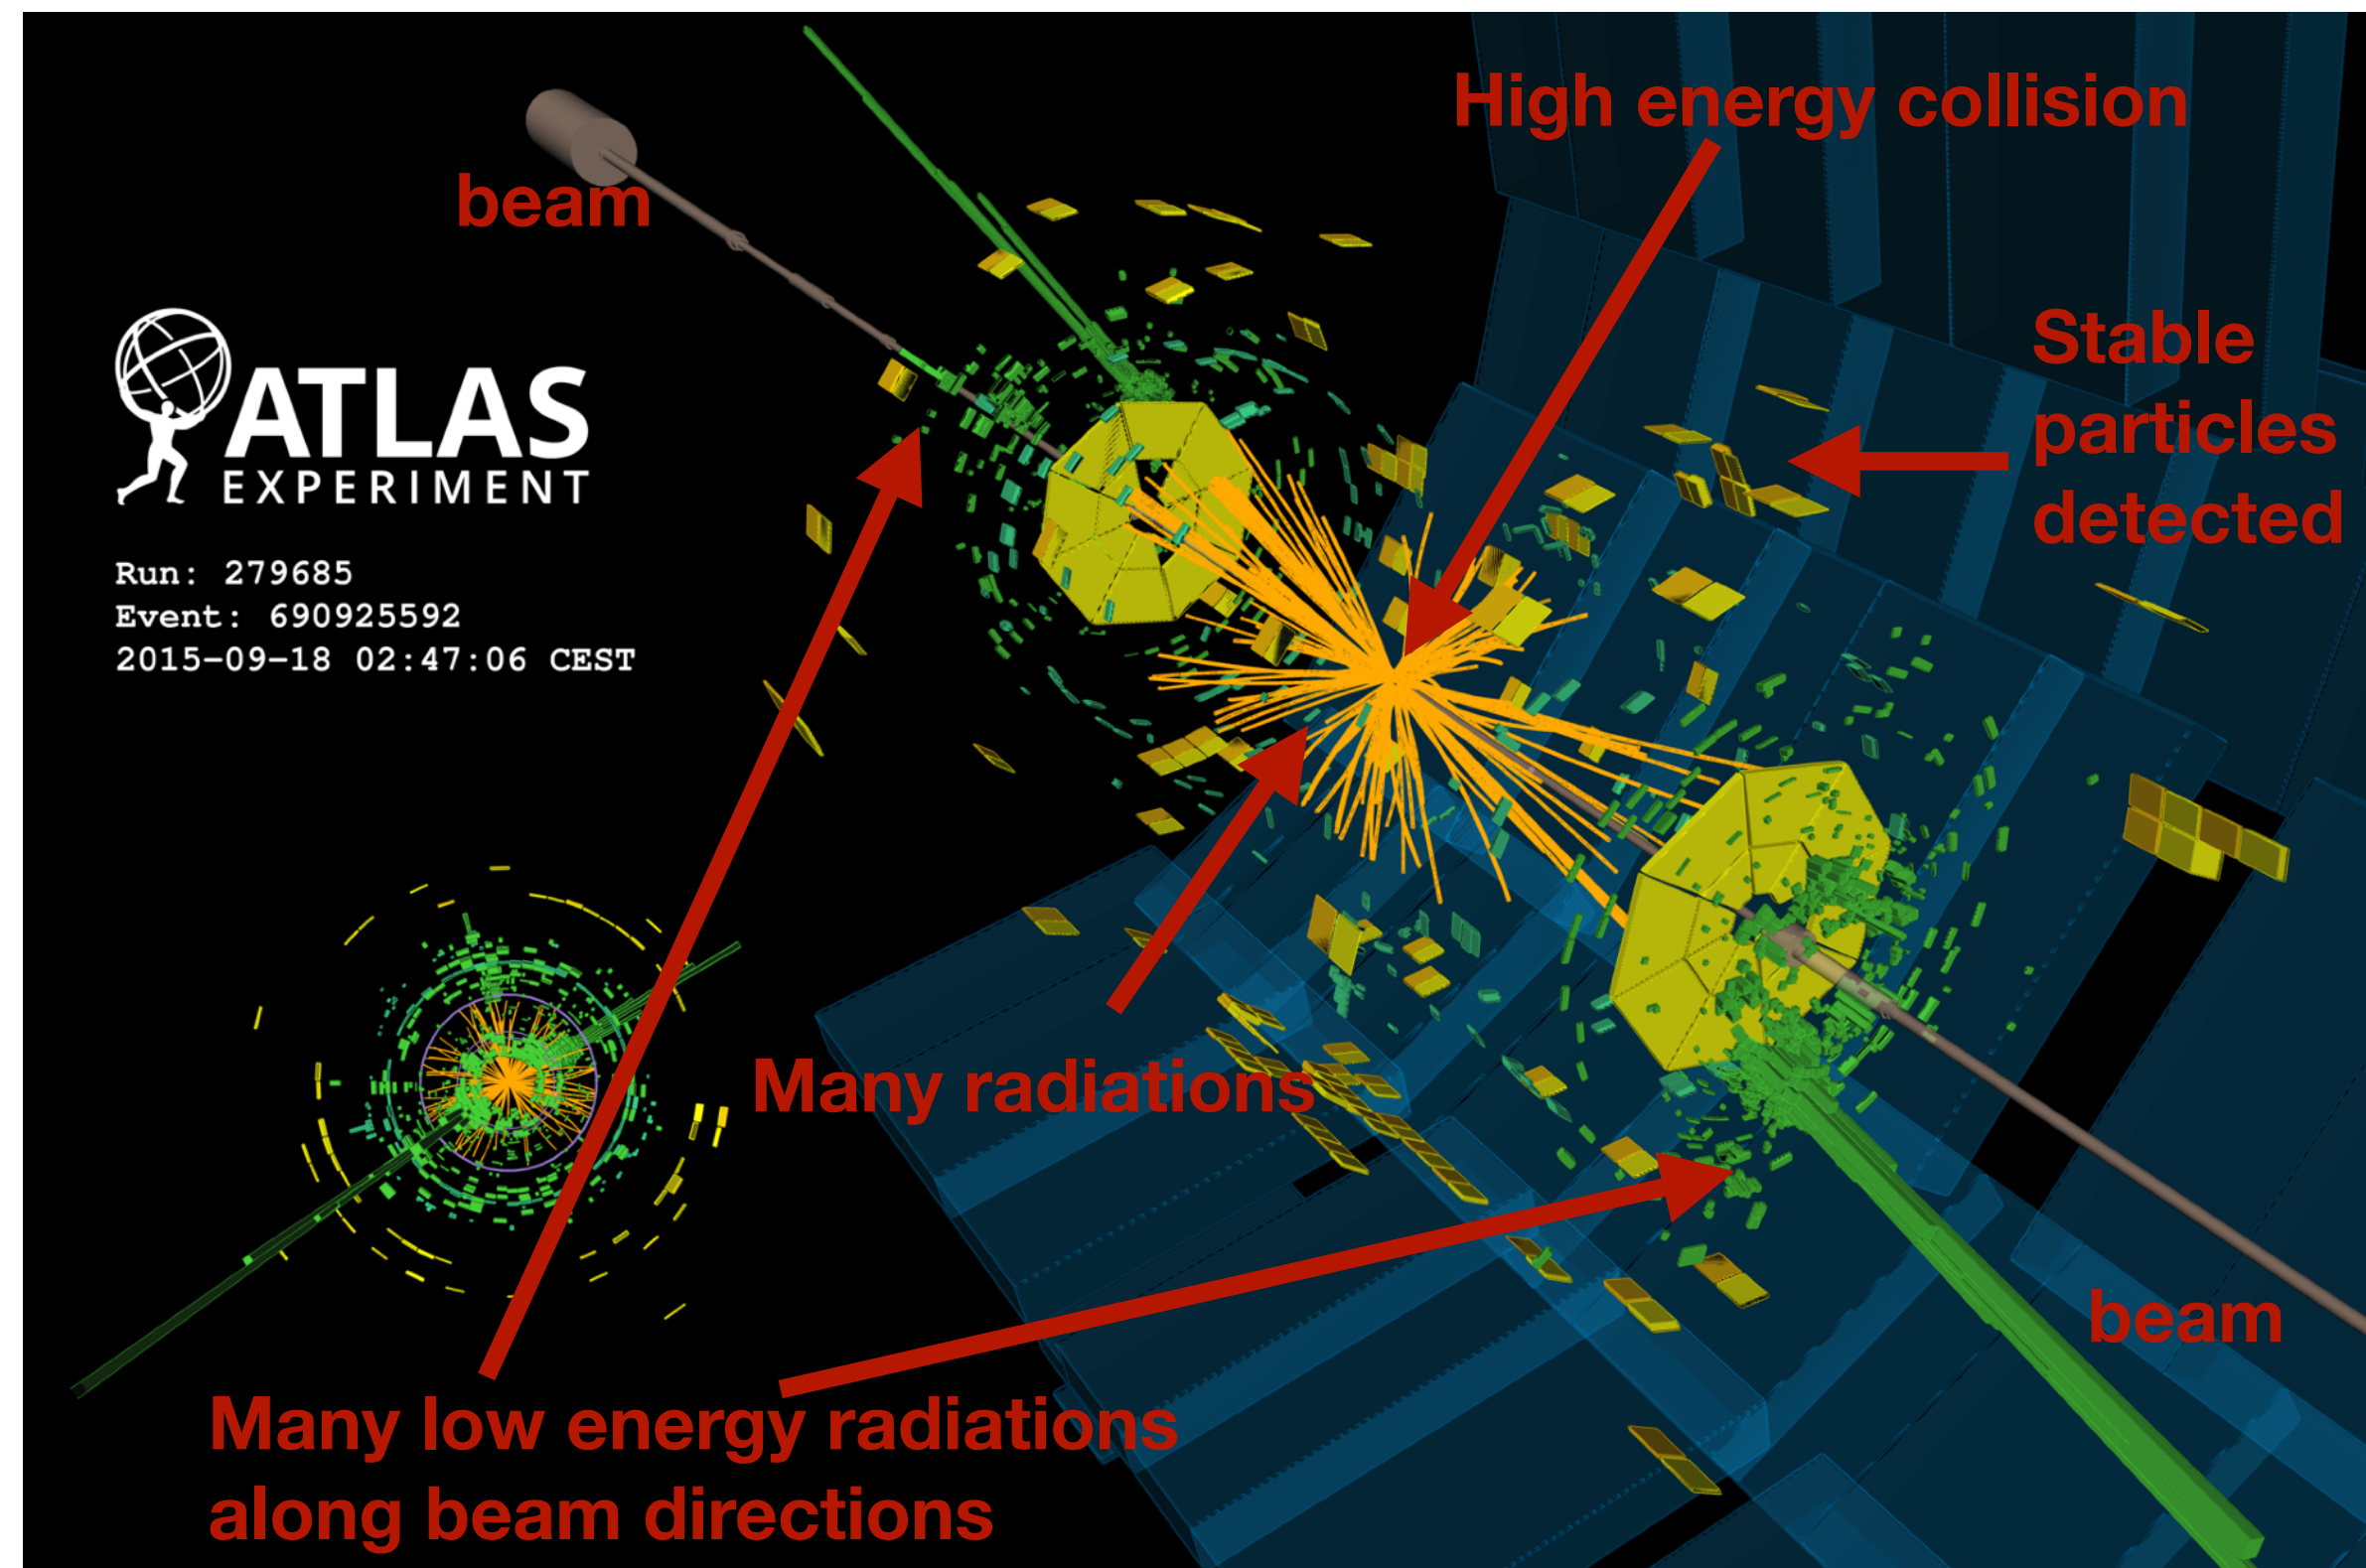 High energy collision
beam
ATLAS
EXPERIMENT
Run: 279685
Event: 690925592
2015-09-18 02:47:06 CEST
Stable
particles
detected
Many radiations
beam
Many low energy radiations
along beam directions